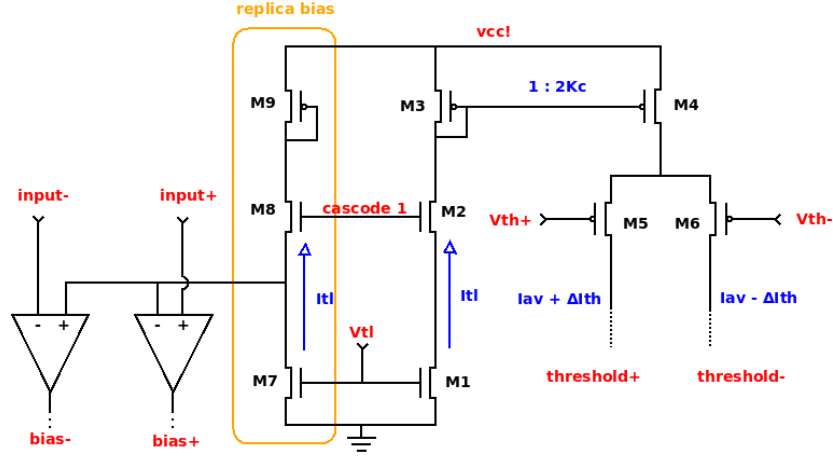 replica bias
vcc!
M9
M3
1 : 2Kc
M4
input-
input+
M8
cascode 1
M2
Vth+
M5
M6
Vth-
Itl
Itl
Iav + ΔIth
Iav - ΔIth
- +
- +
Vtl
M7
M1
threshold+
threshold-
bias-
bias+